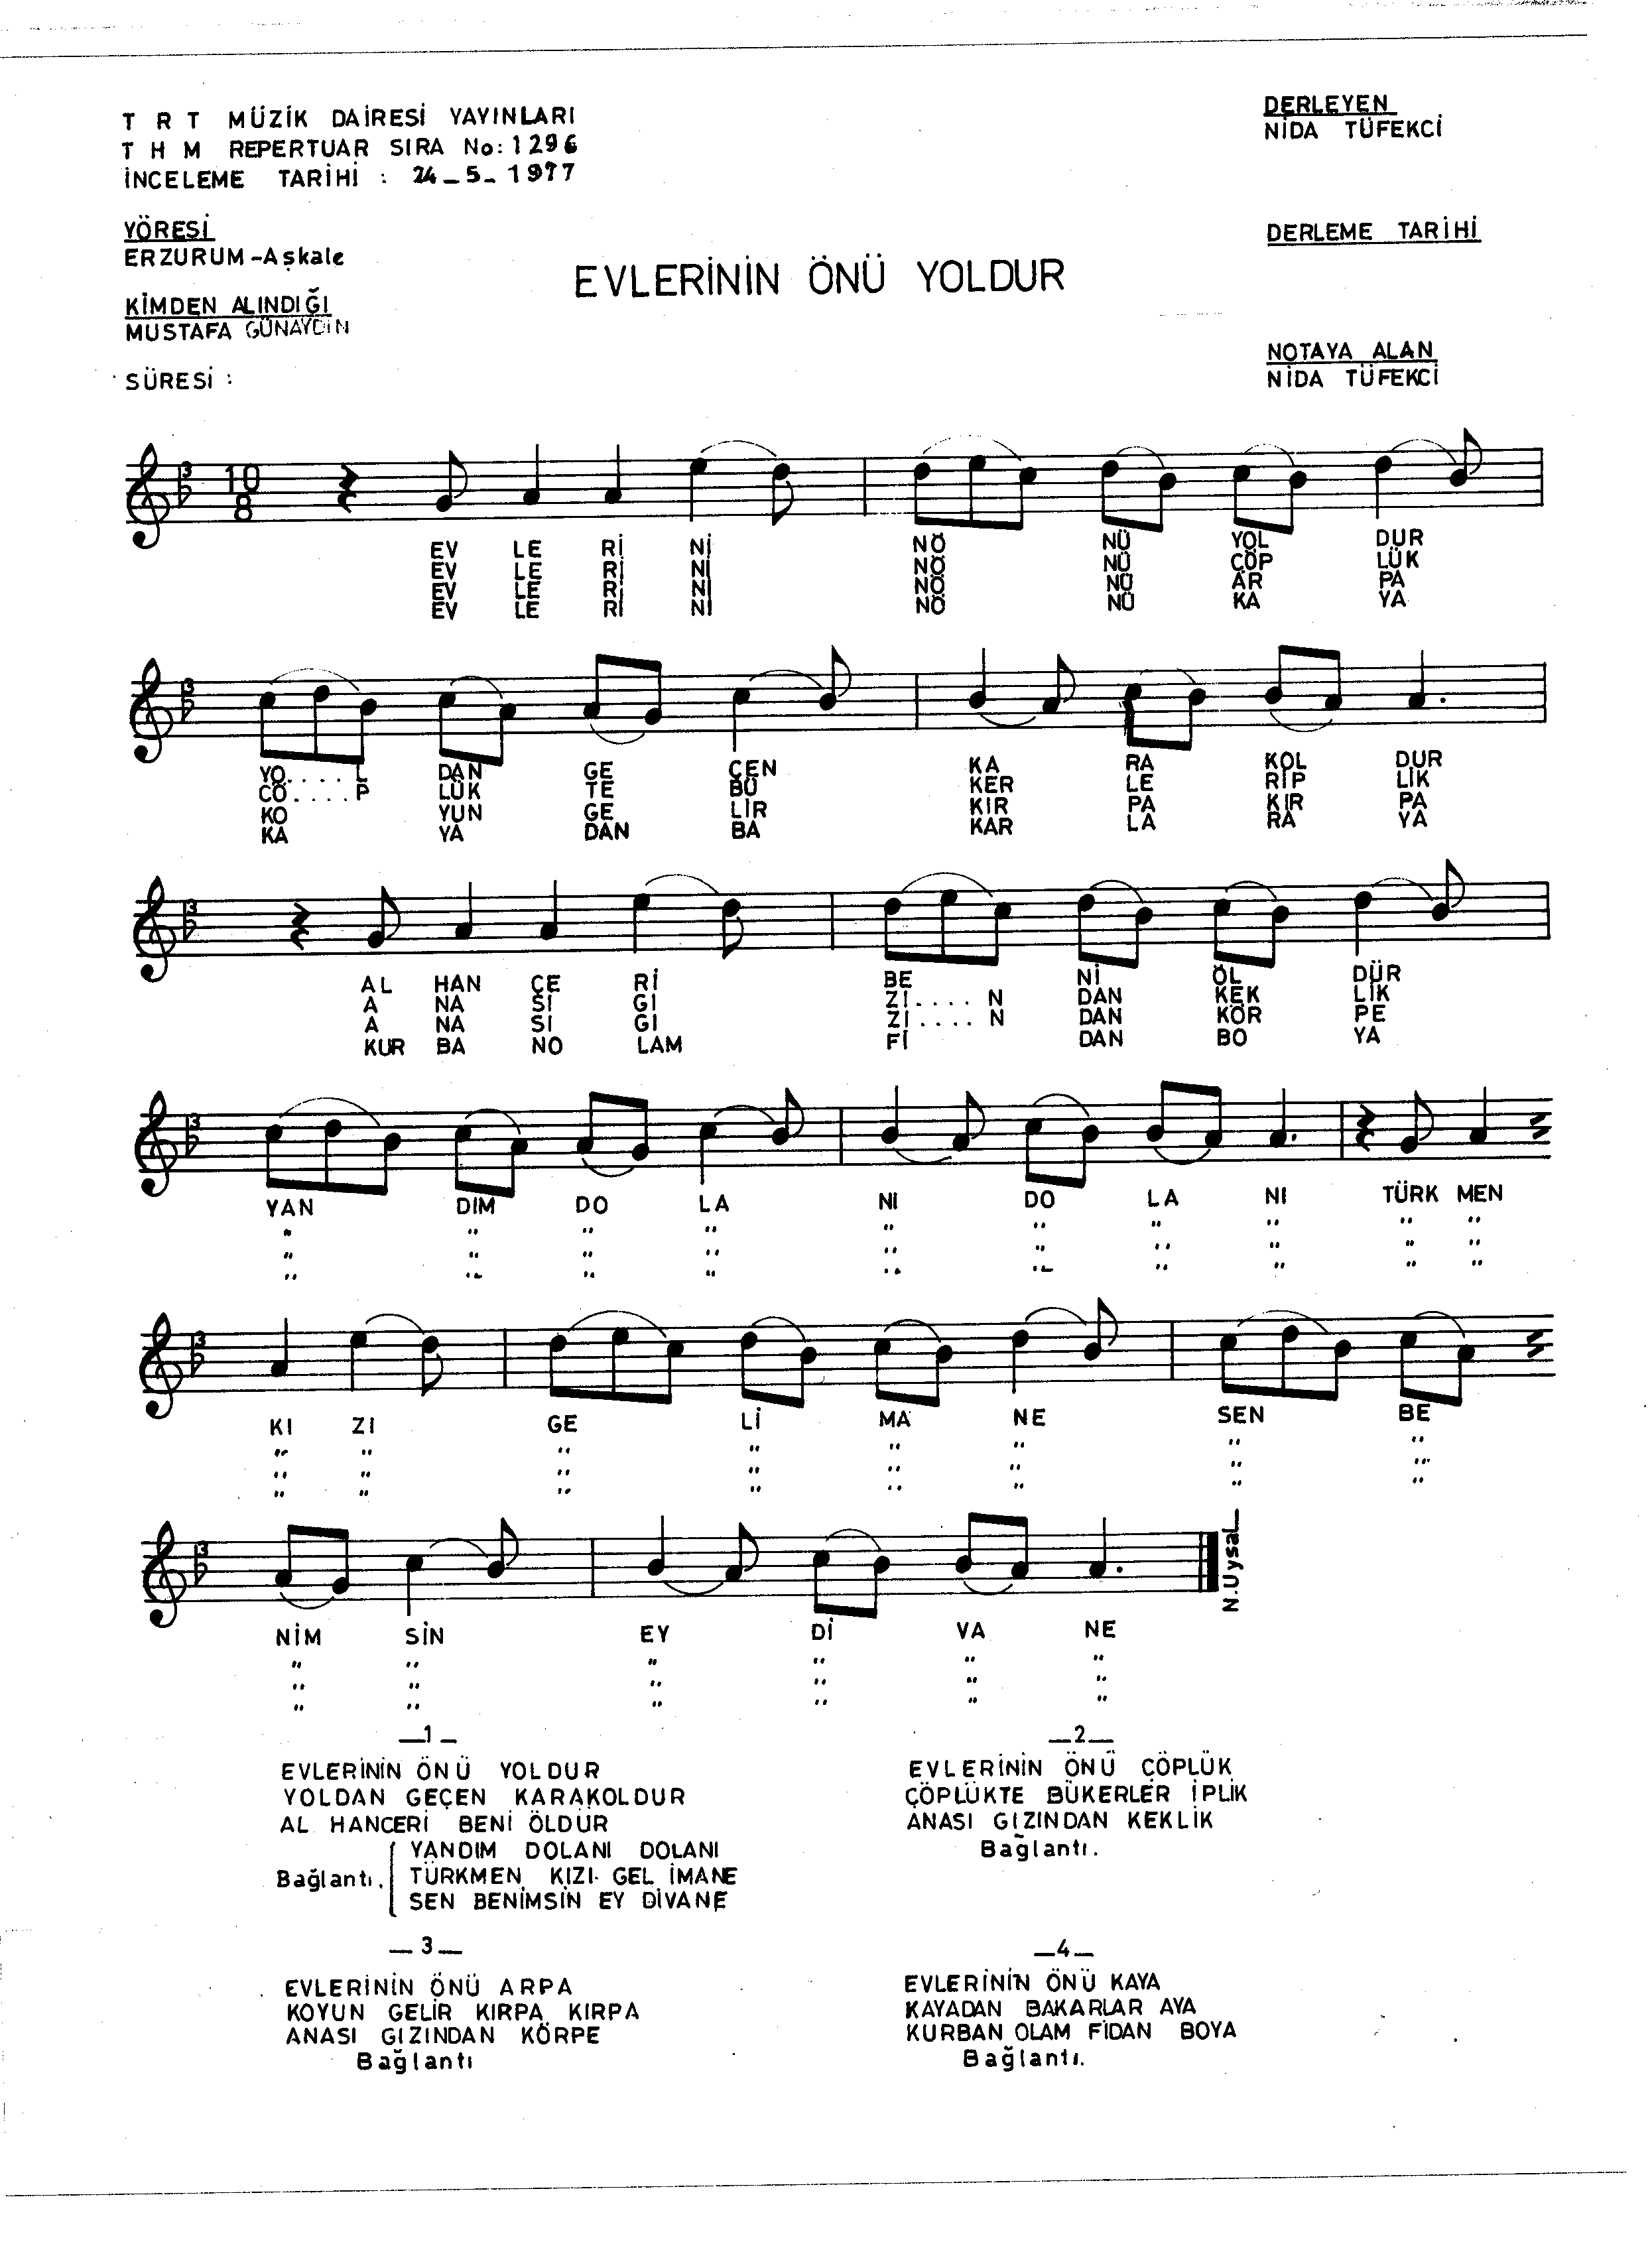 T R T MÜZİK DAİRESİ YAYINLARI
T H M REPERTUAR SIRA No: 1296
İNCELEME TARİHİ : 24_5_1977
DERLEYEN
NİDA TÜFEKCİ
YÖRESİ
ERZURUM-Aşkale
DERLEME TARİHİ
EVLERİNİN ÖNÜ YOLDUR
KİMDEN ALINDIĞI
MUSTAFA GÜNAYDIN
NOTAYA ALAN
NİDA TÜFEKCİ
SÜRESİ :
10
8
EV LE Rİ Nİ NÖ NÜ YOL DUR
EV LE Rİ Nİ NÖ NÜ ÇÖP LÜK
EV LE Rİ Nİ NÖ NÜ AR PA
EV LE Rİ Nİ NÖ NÜ KA YA
YO....L DAN GE ÇEN KA RA KOL DUR
ÇÖ....P LÜK TE BÜ KER LE RİP LİK
KO YUN GE LİR KIR PA KIR PA
KA YA DAN BA KAR LA RA YA
AL HAN ÇE Rİ BE Nİ ÖL DÜR
A NA SI GI ZI.... N DAN KEK LİK
A NA SI GI ZI.... N DAN KÖR PE
KUR BA NO LAM Fİ DAN BO YA
YAN DIM DO LA NI DO LA NI TÜRK MEN
" " " " " " " " " "
" " " " " " " " " "
" " " " " " " " " "
KI ZI GE Lİ MA NE SEN BE
" " " " " " " "
" " " " " " " "
" " " " " " " "
NİM SİN EY Dİ VA NE
" " " " " "
" " " " " "
" " " " " "
N.Uysal
_1_
EVLERİNİN ÖNÜ YOLDUR
YOLDAN GEÇEN KARAKOLDUR
AL HANCERİ BENİ ÖLDÜR
YANDIM DOLANI DOLANI
Bağlantı. TÜRKMEN KIZI GEL İMANE
SEN BENİMSİN EY DİVANE
_2_
EVLERİNİN ÖNÜ ÇÖPLÜK
ÇÖPLÜKTE BÜKERLER İPLİK
ANASI GIZINDAN KEKLİK
Bağlantı.
_3_
EVLERİNİN ÖNÜ ARPA
KOYUN GELİR KIRPA KIRPA
ANASI GIZINDAN KÖRPE
Bağlantı
_4_
EVLERİNİN ÖNÜ KAYA
KAYADAN BAKARLAR AYA
KURBAN OLAM FİDAN BOYA
Bağlantı.